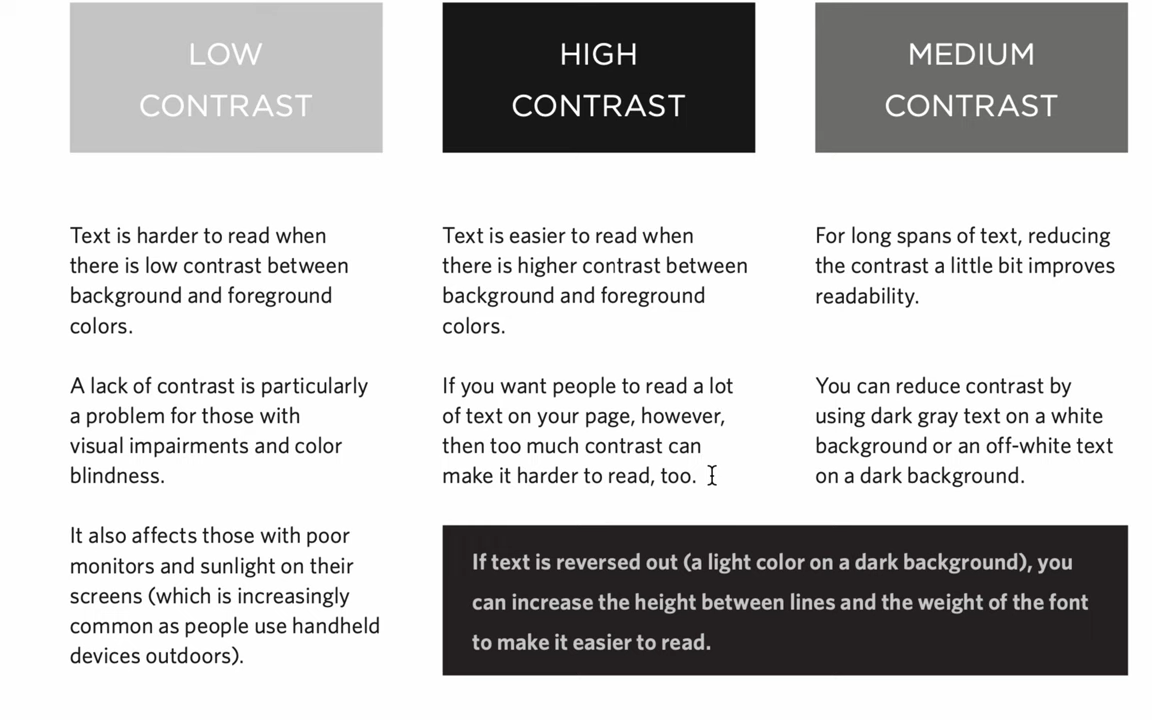 LOW
CONTRAST
Text is harder to read when
there is low contrast between
background and foreground
colors.
A lack of contrast is particularly
a problem for those with
visual impairments and color
blindness.
It also affects those with poor
monitors and sunlight on their
screens (which is increasingly
common as people use handheld
devices outdoors).
HIGH
CONTRAST
Text is easier to read when
there is higher contrast between
background and foreground
colors.
If you want people to read a lot
of text on your page, however,
then too much contrast can
make it harder to read, too.
MEDIUM
CONTRAST
For long spans of text, reducing
the contrast a little bit improves
readability.
You can reduce contrast by
using dark gray text on a white
background or an off-white text
on a dark background.
If text is reversed out (a light color on a dark background), you
can increase the height between lines and the weight of the font
to make it easier to read.